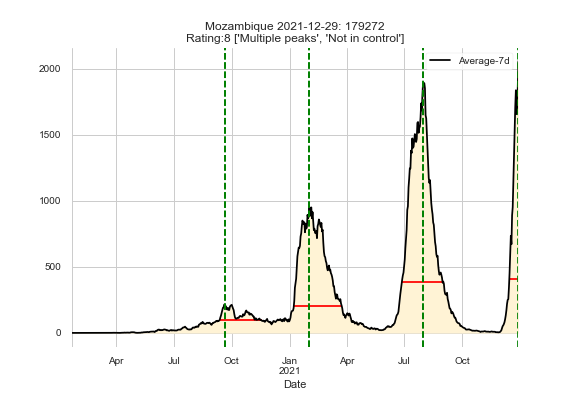 Mozambique 2021-12-29: 179272
Rating:8 ['Multiple peaks', 'Not in control']
Average-7d
2000
1500
1000
500
0
Apr Jul Oct Jan Apr Jul Oct
2021
Date